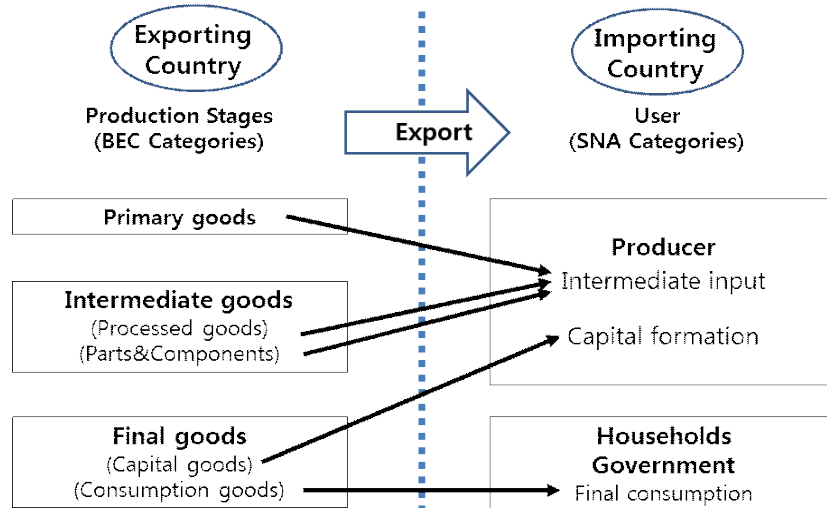 Exporting
Country
Production Stages
(BEC Categories)
Export
Importing
Country
User
(SNA Categories)
Primary goods
Intermediate goods
(Processed goods)
(Parts&Components)
Final goods
(Capital goods)
(Consumption goods)
Producer
Intermediate input
Capital formation
Households
Government
Final consumption